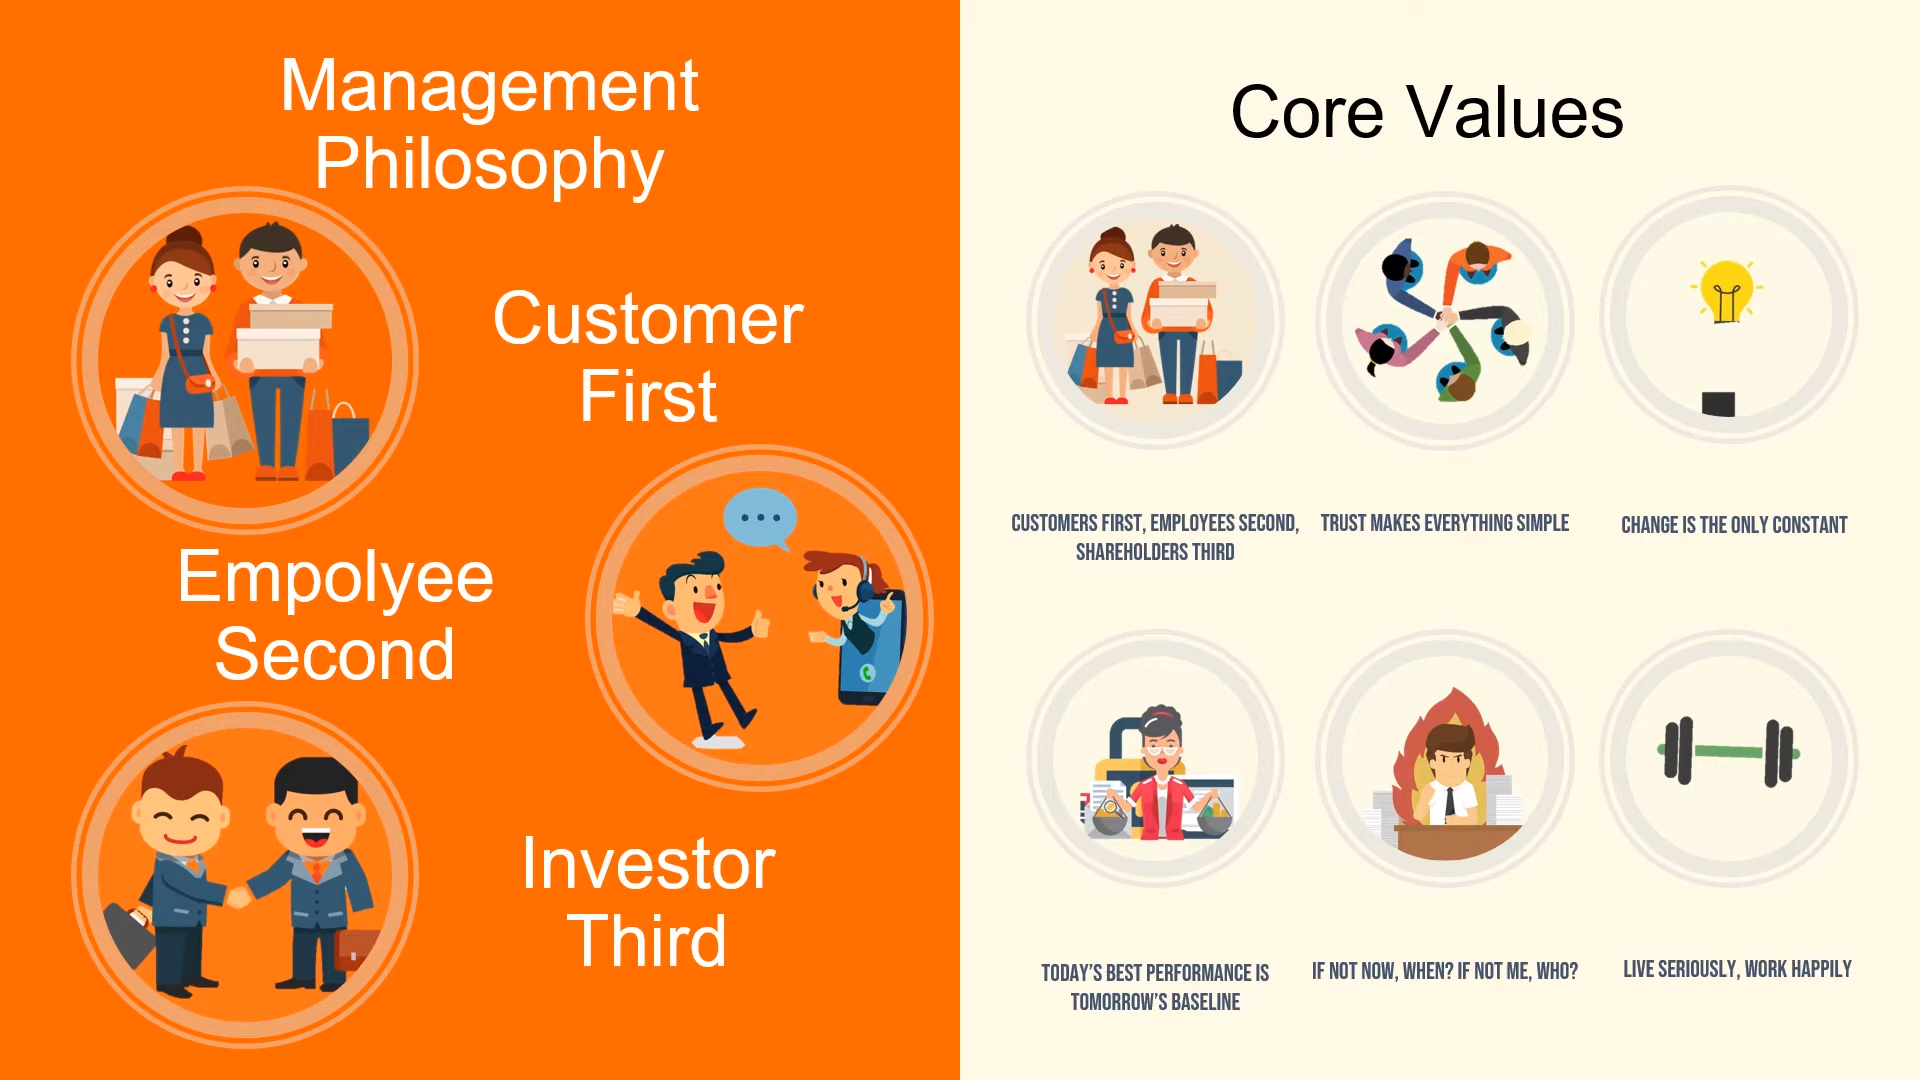 Management
Philosophy
Customer
First
Empolyee
Second
Investor
Third
Core Values
CUSTOMERS FIRST, EMPLOYEES SECOND,
SHAREHOLDERS THIRD
TRUST MAKES EVERYTHING SIMPLE
CHANGE IS THE ONLY CONSTANT
TODAY'S BEST PERFORMANCE IS
TOMORROW'S BASELINE
IF NOT NOW, WHEN? IF NOT ME, WHO?
LIVE SERIOUSLY, WORK HAPPILY